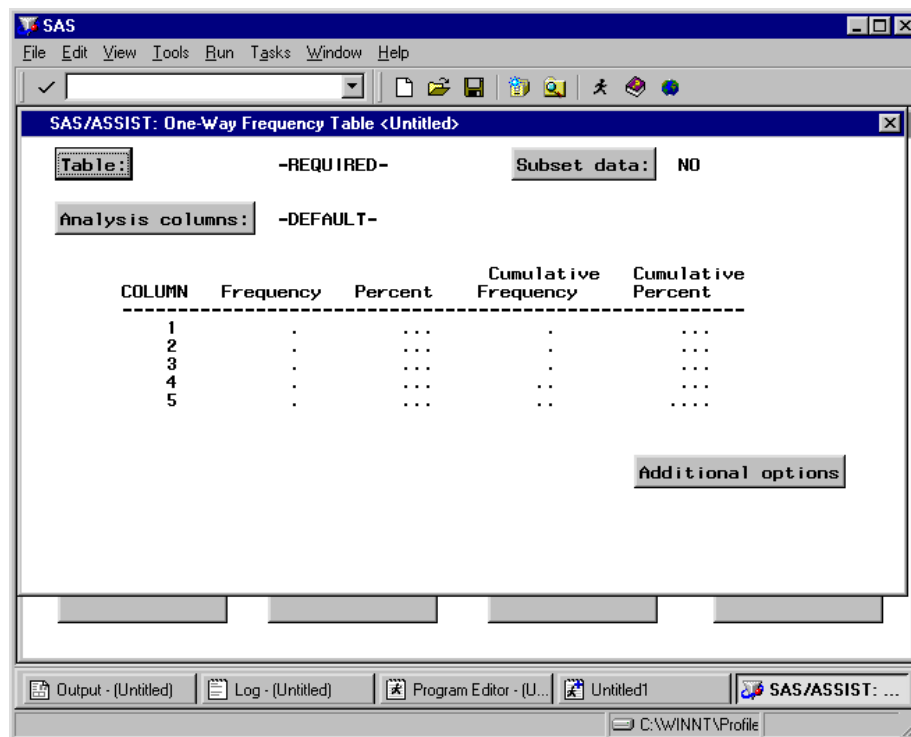 SAS
File Edit View Tools Run Tasks Window Help
SAS/ASSIST: One-Way Frequency Table <Untitled>
Table: -REQUIRED- Subset data: NO
Analysis columns: -DEFAULT-
Cumulative Cumulative
COLUMN Frequency Percent Frequency Percent
--------------------------------------------------------
1 . ... . ...
2 . ... . ...
3 . ... . ...
4 . ... .. ...
5 . ... .. ....
Additional options
Output - (Untitled) Log - (Untitled) Program Editor - (U... Untitled1 SAS/ASSIST: ...
C:\WINNT\Profile